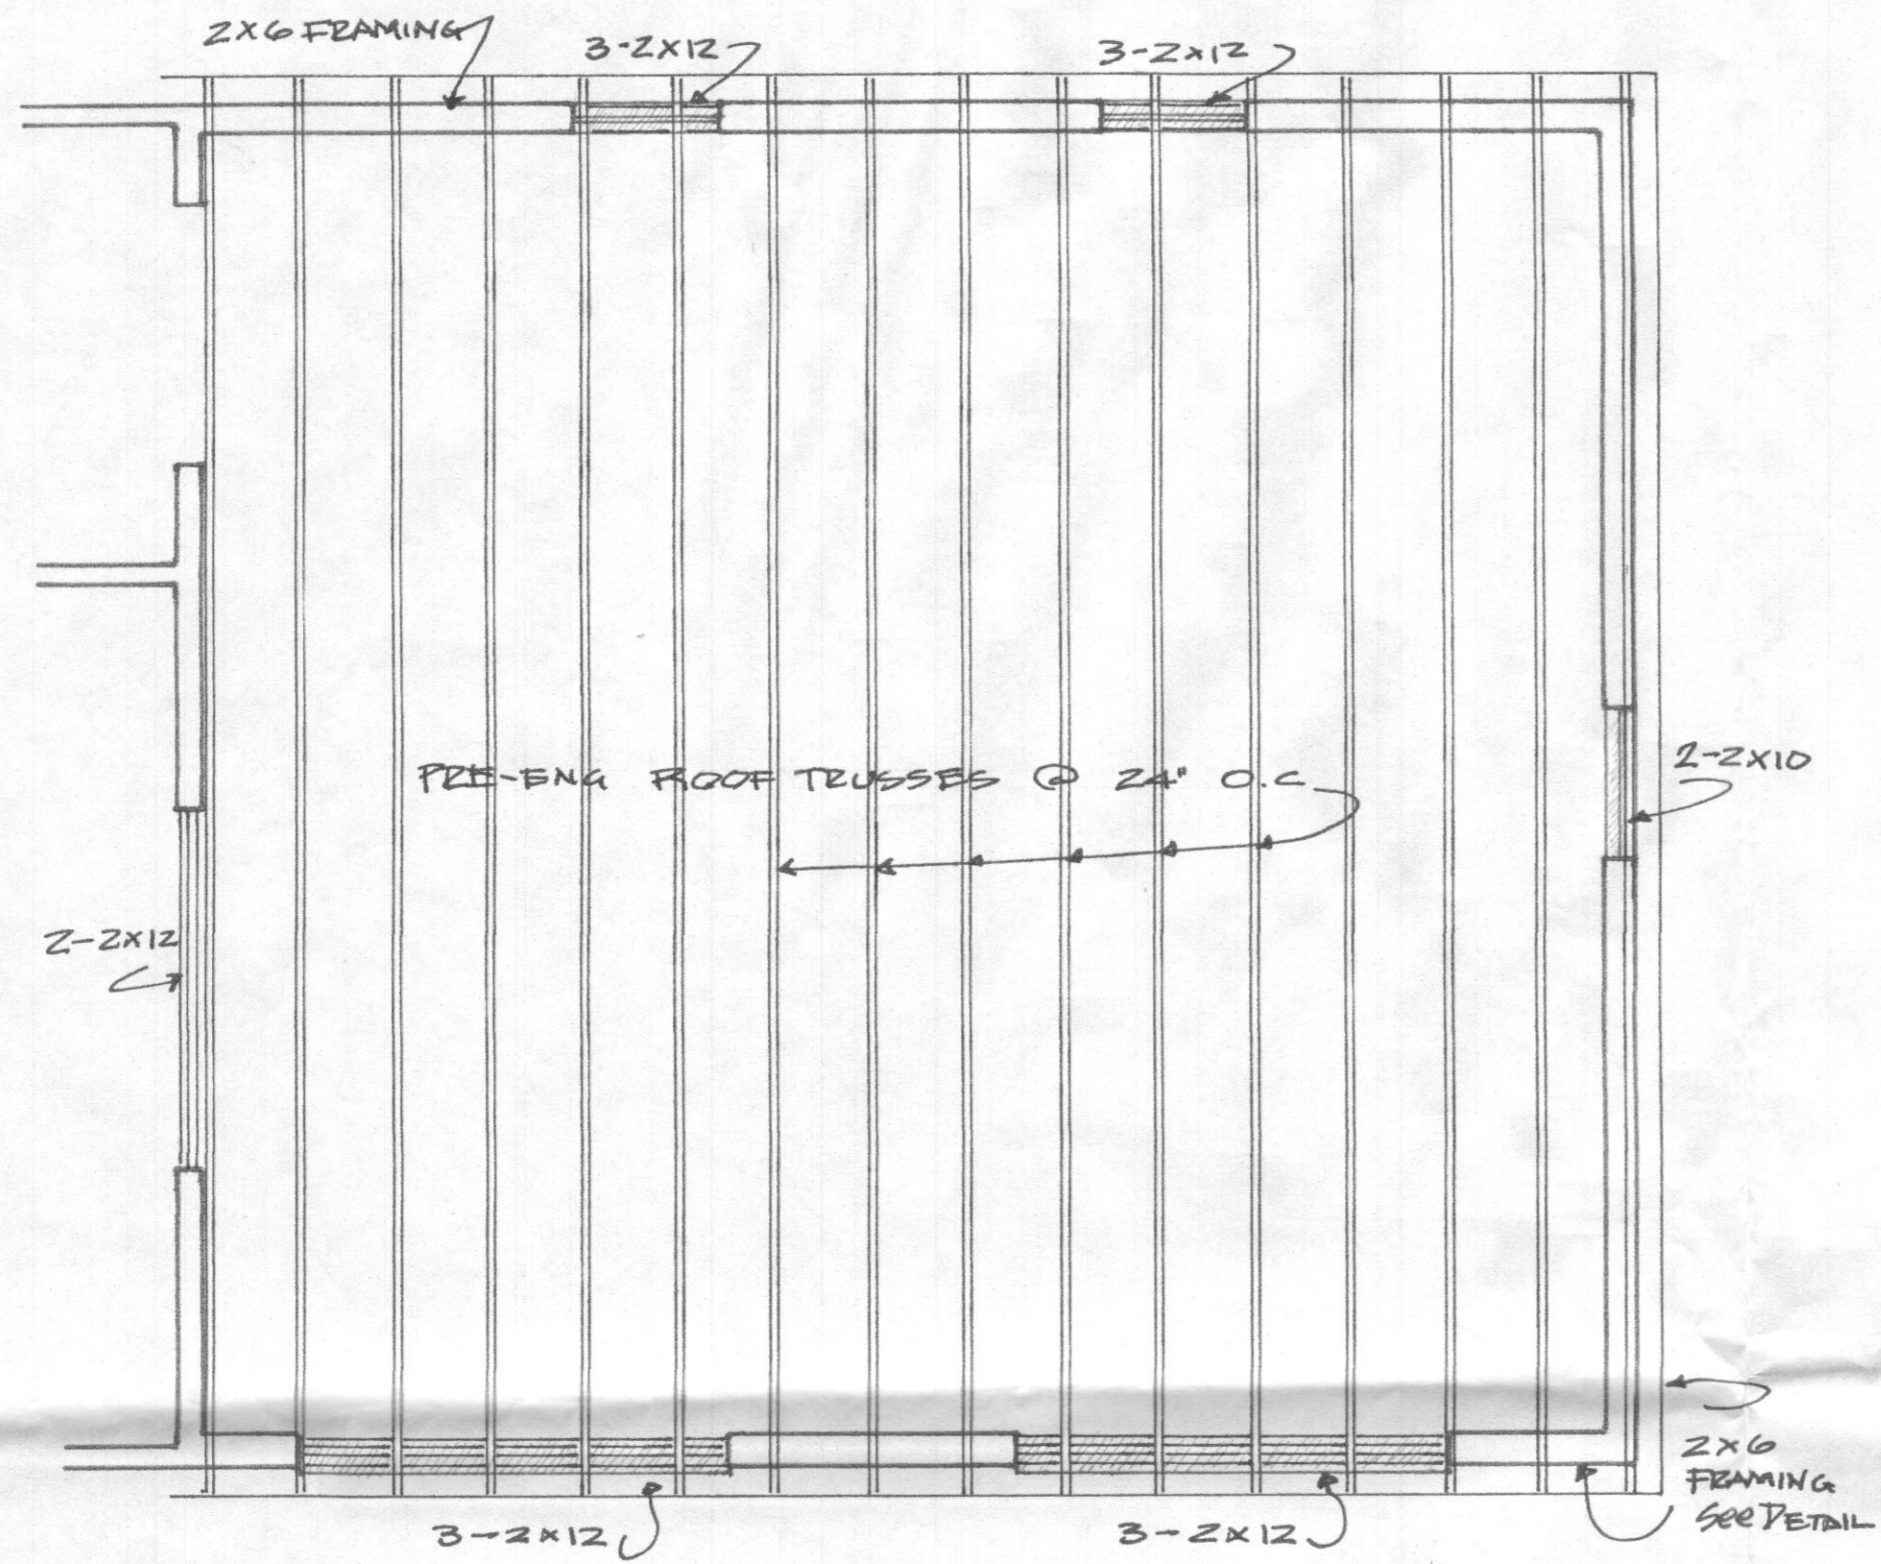 2X6 FRAMING
3-2X12
3-2X12
PRE-ENG ROOF TRUSSES @ 24" O.C
2-2X10
2-2X12
3-2X12
3-2X12
2X6
FRAMING
See DETAIL